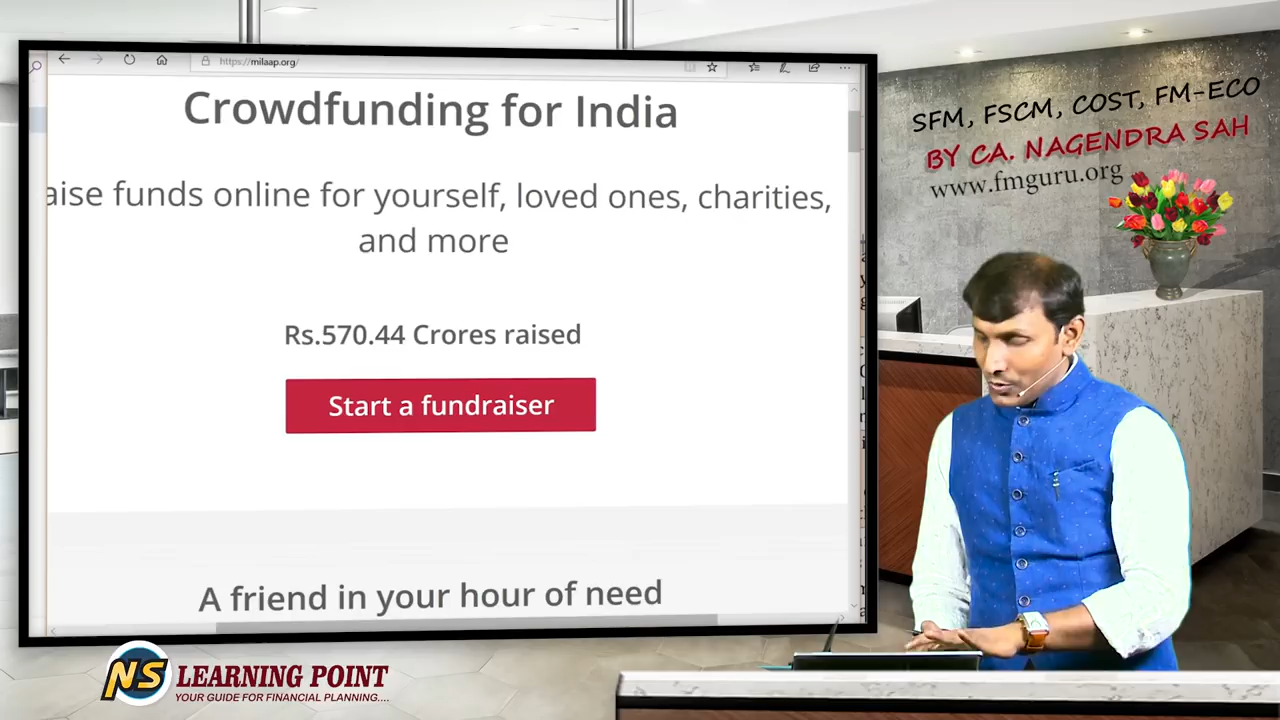 https://milaap.org/
Crowdfunding for India
aise funds online for yourself, loved ones, charities,
and more
Rs.570.44 Crores raised
Start a fundraiser
A friend in your hour of need
SFM, FSCM, COST, FM-ECO
BY CA. NAGENDRA SAH
www.fmguru.org
NS LEARNING POINT
YOUR GUIDE FOR FINANCIAL PLANNING....